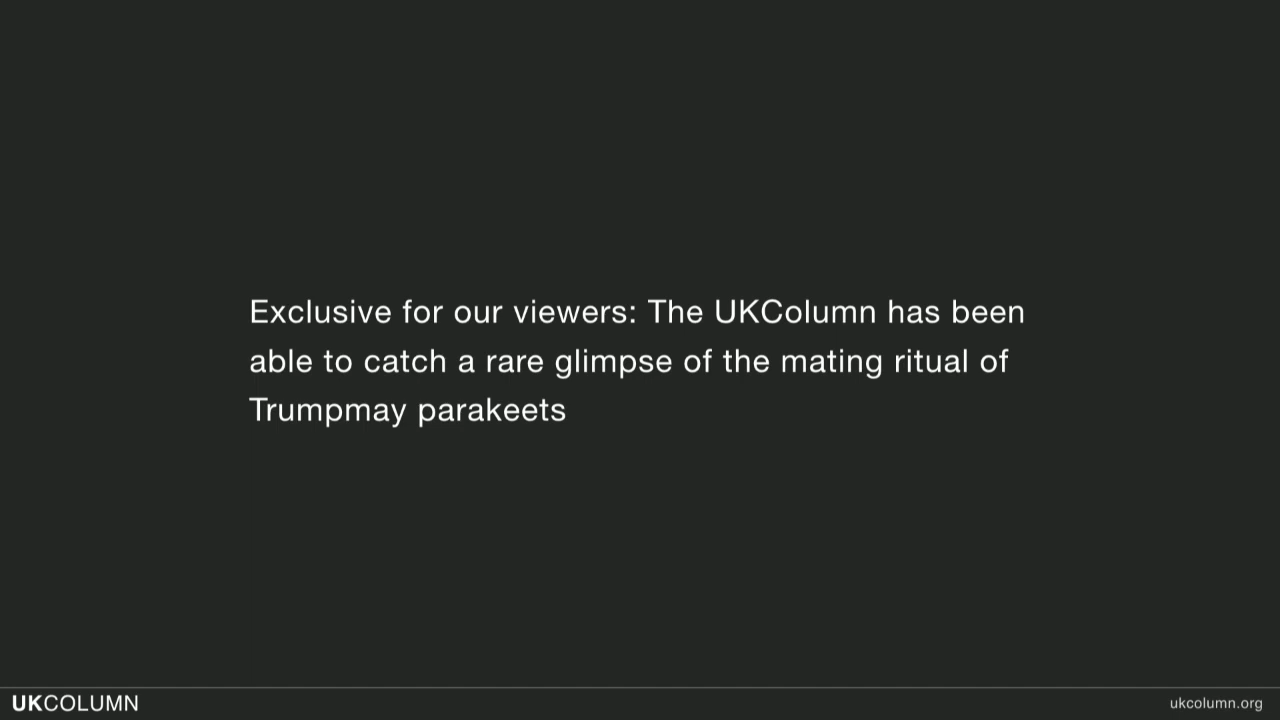 Exclusive for our viewers: The UKColumn has been
able to catch a rare glimpse of the mating ritual of
Trumpmay parakeets
UKCOLUMN
ukcolumn.org